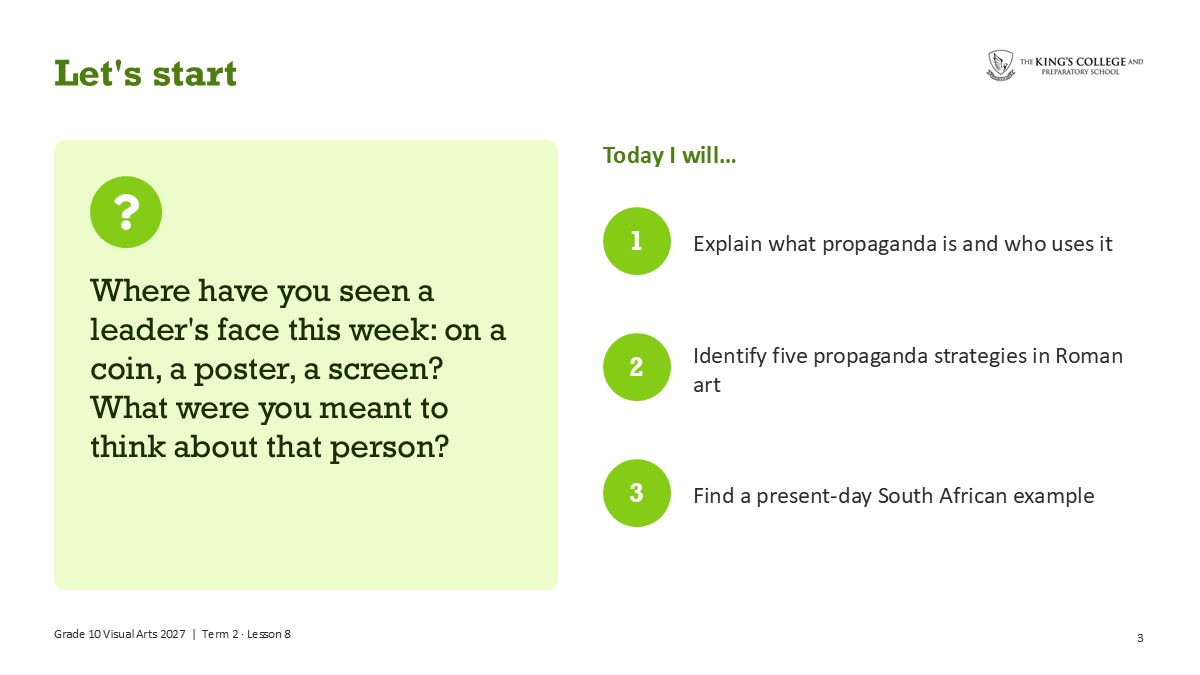 Let's start
THE KING'S COLLEGE AND
PREPARATORY SCHOOL
?
Where have you seen a
leader's face this week: on a
coin, a poster, a screen?
What were you meant to
think about that person?
Today I will...
1
Explain what propaganda is and who uses it
2
Identify five propaganda strategies in Roman
art
3
Find a present-day South African example
Grade 10 Visual Arts 2027 | Term 2 · Lesson 8
3